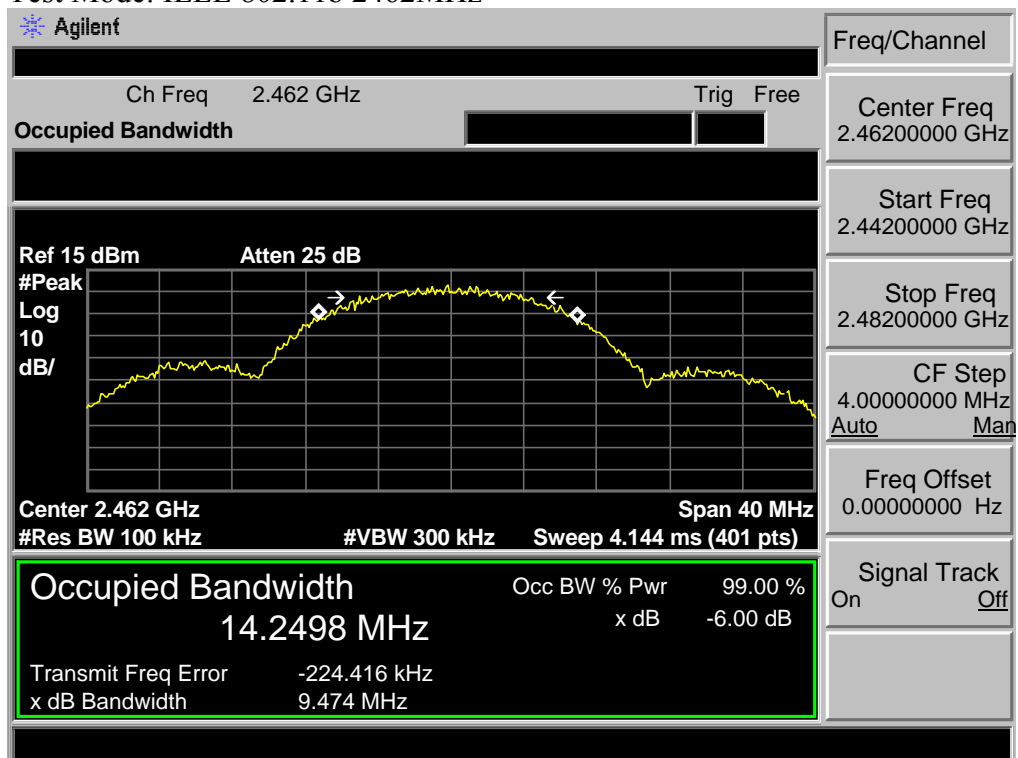 Agilent
Freq/Channel
Ch Freq 2.462 GHz Trig Free
Occupied Bandwidth
Center Freq
2.46200000 GHz
Start Freq
2.44200000 GHz
Stop Freq
2.48200000 GHz
CF Step
4.00000000 MHz
Auto Man
Freq Offset
0.00000000 Hz
Signal Track
On Off
Ref 15 dBm Atten 25 dB
#Peak
Log
10
dB/
Center 2.462 GHz Span 40 MHz
#Res BW 100 kHz #VBW 300 kHz Sweep 4.144 ms (401 pts)
Occupied Bandwidth Occ BW % Pwr 99.00 %
14.2498 MHz x dB -6.00 dB
Transmit Freq Error -224.416 kHz
x dB Bandwidth 9.474 MHz